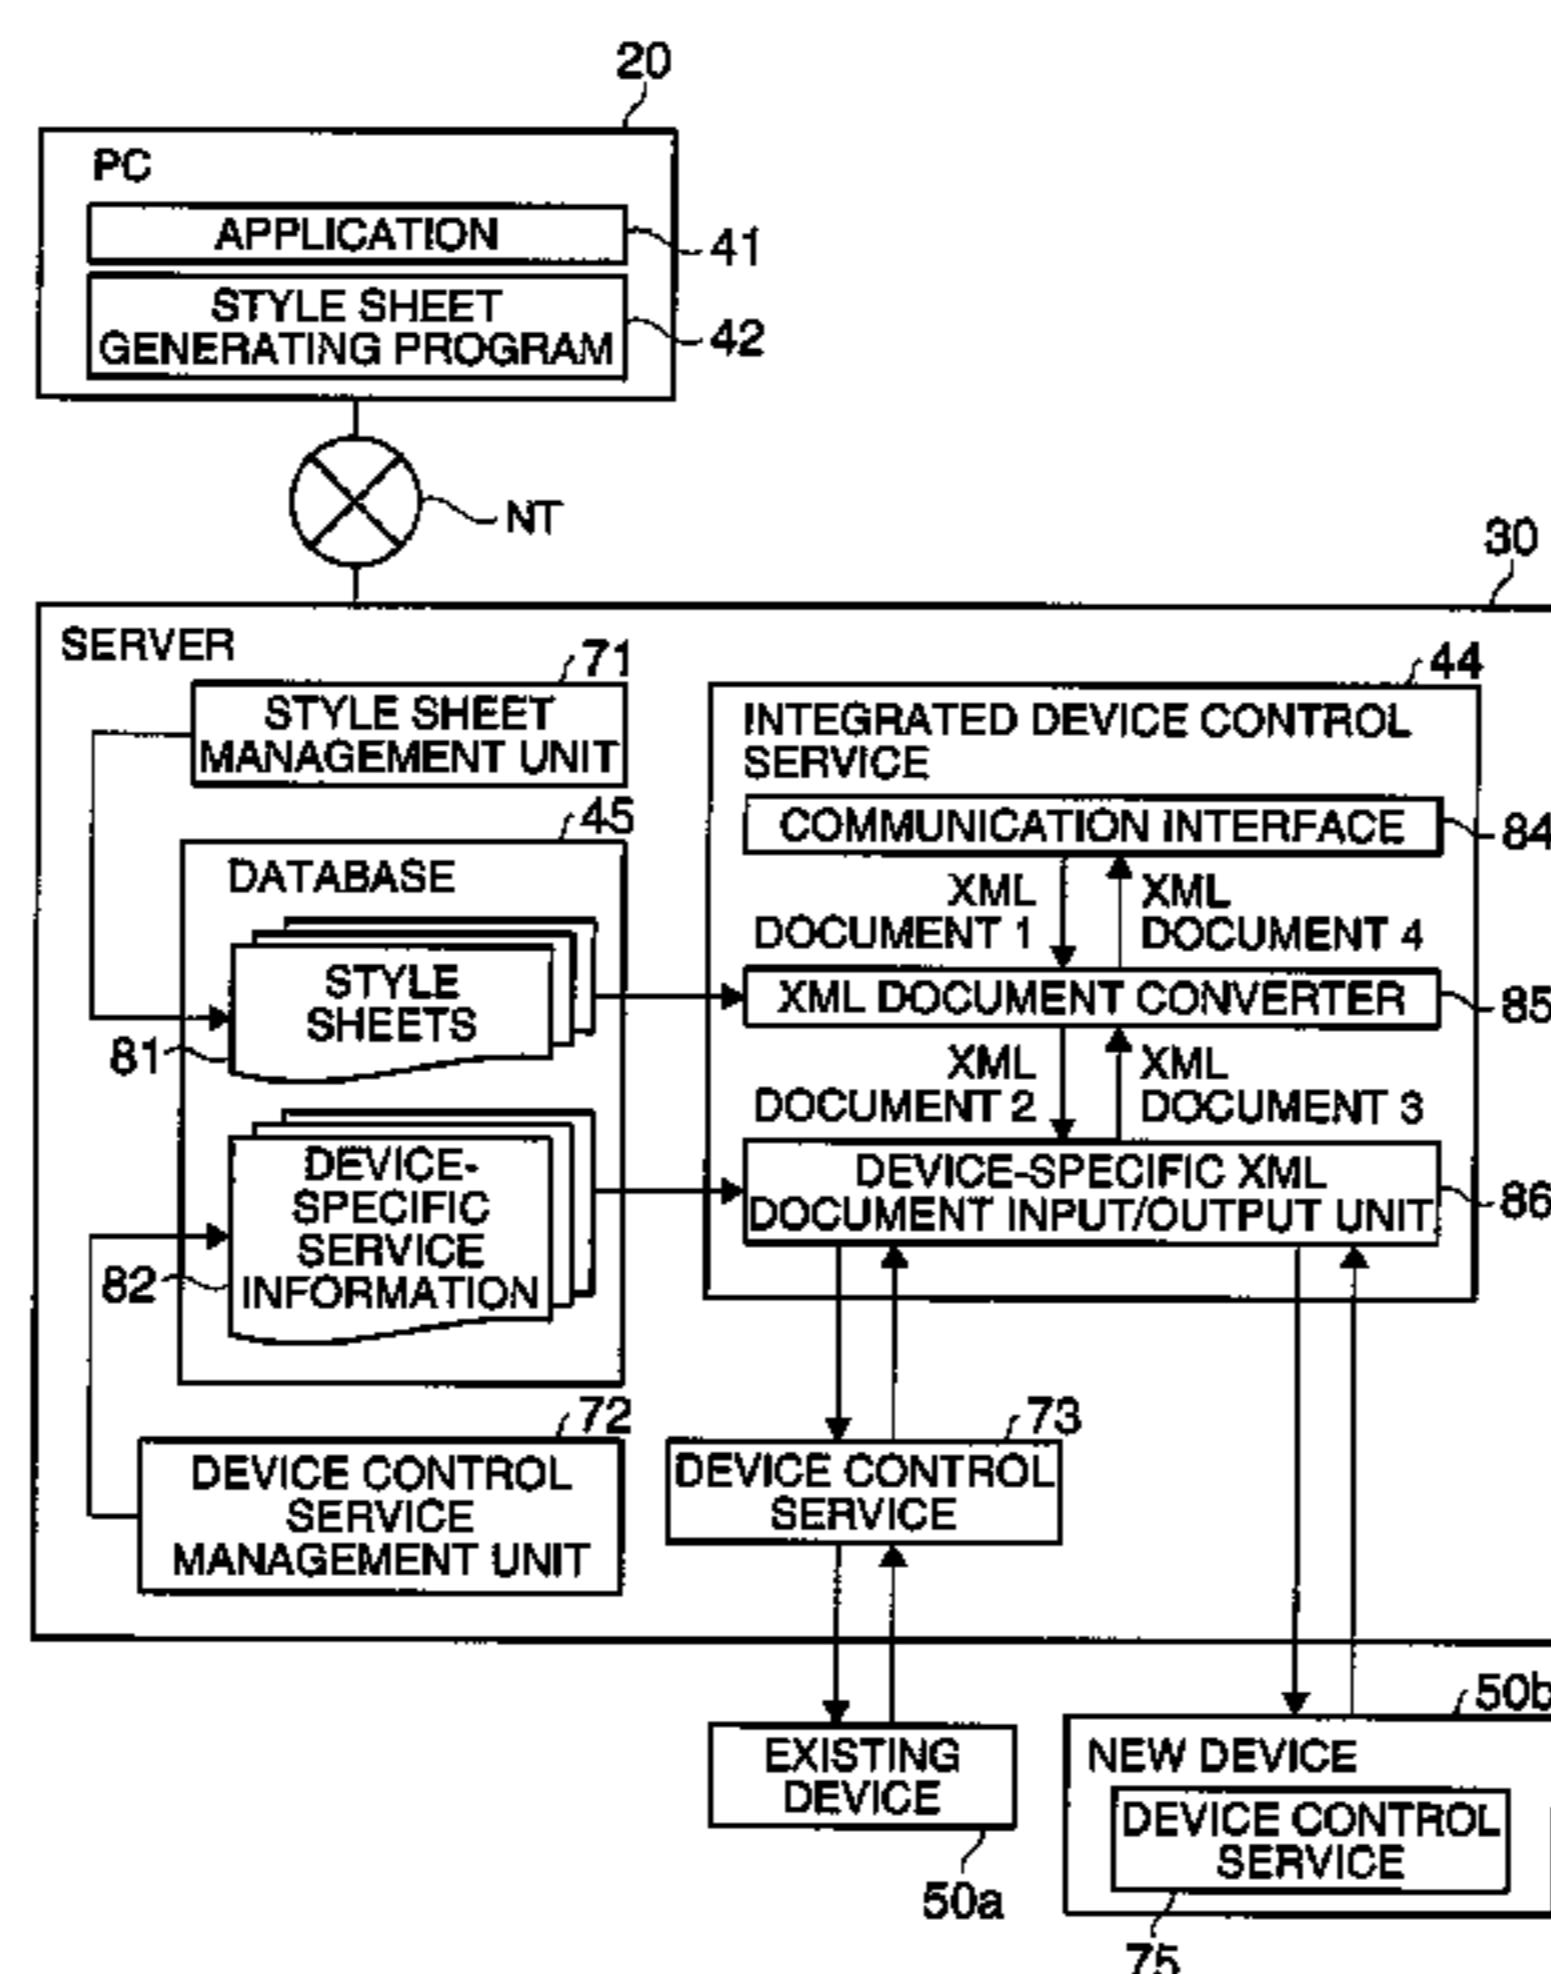 20
PC
APPLICATION
41
STYLE SHEET
GENERATING PROGRAM
42
NT
30
SERVER
71
STYLE SHEET
MANAGEMENT UNIT
45
DATABASE
STYLE
SHEETS
81
DEVICE-
SPECIFIC
SERVICE
INFORMATION
82
72
DEVICE CONTROL
SERVICE
MANAGEMENT UNIT
44
INTEGRATED DEVICE CONTROL
SERVICE
COMMUNICATION INTERFACE
84
XML
DOCUMENT 1
XML
DOCUMENT 4
XML DOCUMENT CONVERTER
85
XML
DOCUMENT 2
XML
DOCUMENT 3
DEVICE-SPECIFIC XML
DOCUMENT INPUT/OUTPUT UNIT
86
73
DEVICE CONTROL
SERVICE
EXISTING
DEVICE
50a
50b
NEW DEVICE
DEVICE CONTROL
SERVICE
75